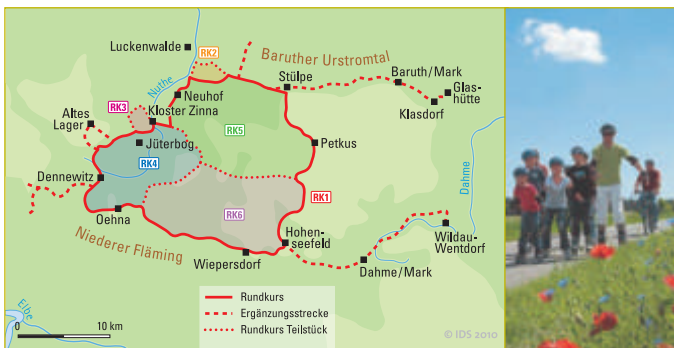 Luckenwalde
RK2
Baruther Urstromtal
Stülpe
Baruth/Mark
Glas-
hütte
Klasdorf
Nuthe
Neuhof
RK3
Kloster Zinna
Altes
Lager
RK5
Jüterbog
Petkus
RK4
Dennewitz
Dahme
RK1
RK6
Oehna
Hohen-
seefeld
Wildau-
Wentdorf
Niederer Fläming
Wiepersdorf
Dahme/Mark
Elbe
Rundkurs
Ergänzungsstrecke
Rundkurs Teilstück
0
10 km
© IDS 2010